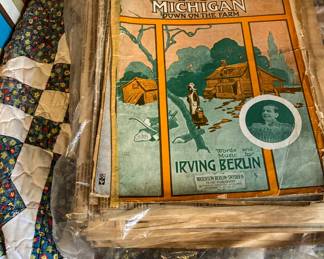 MICHIGAN
DOWN ON THE FARM
Words and
Music by
IRVING BERLIN